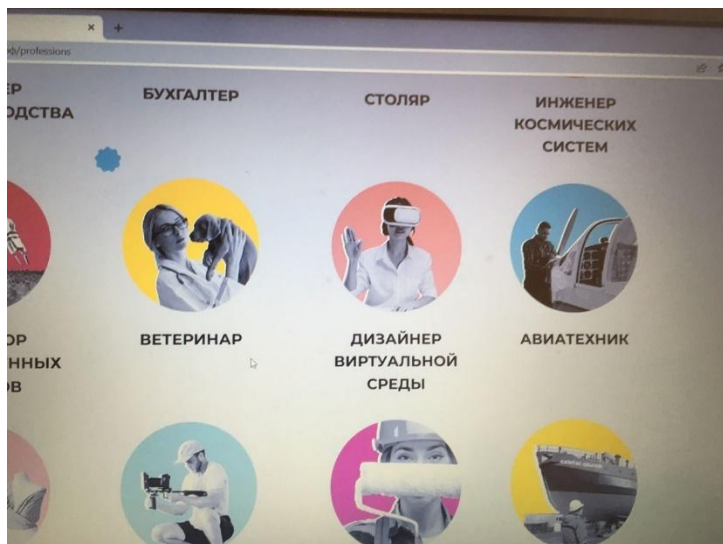 /professions
БУХГАЛТЕР
СТОЛЯР
ИНЖЕНЕР
КОСМИЧЕСКИХ
СИСТЕМ
ВЕТЕРИНАР
ДИЗАЙНЕР
ВИРТУАЛЬНОЙ
СРЕДЫ
АВИАТЕХНИК